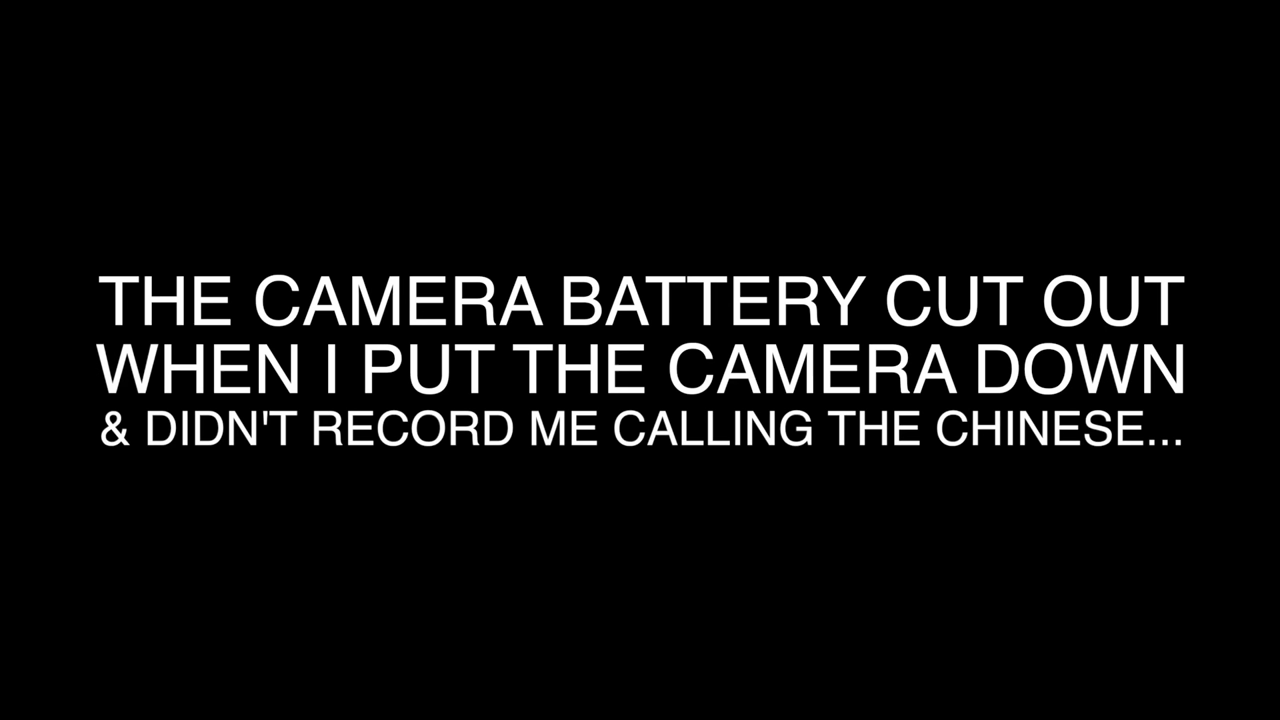 THE CAMERA BATTERY CUT OUT
WHEN I PUT THE CAMERA DOWN
& DIDN'T RECORD ME CALLING THE CHINESE...